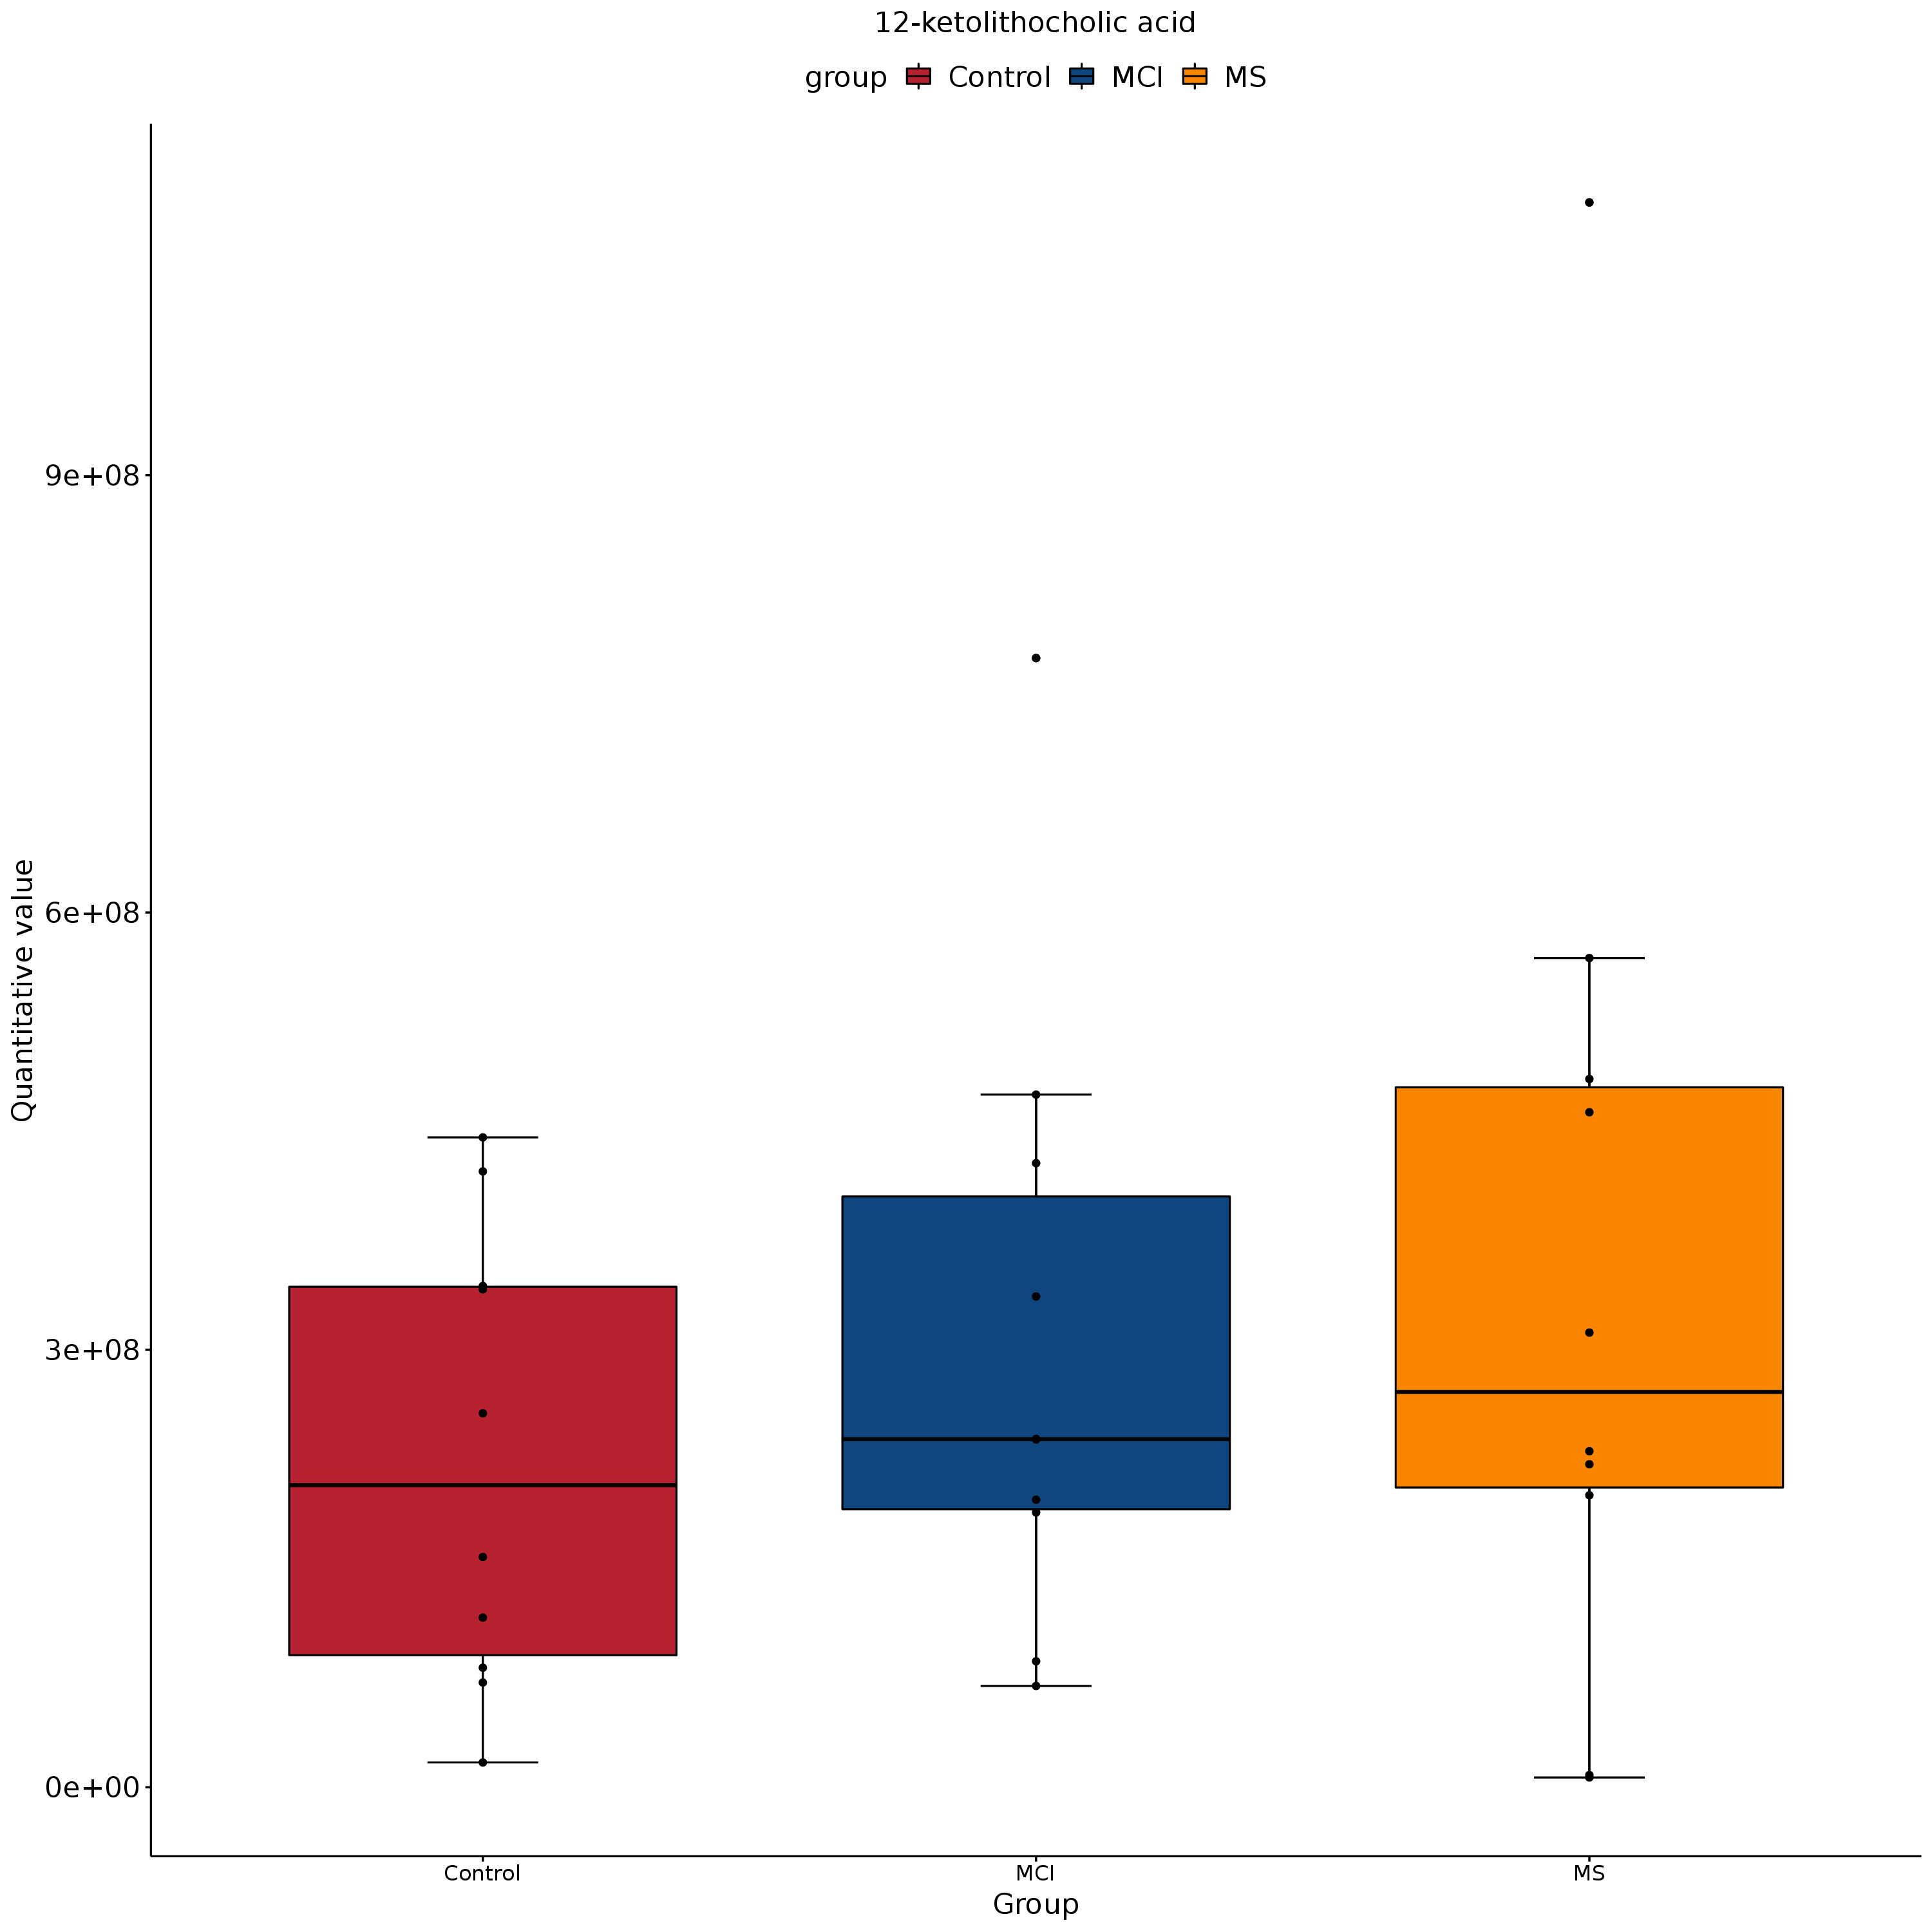 12-ketolithocholic acid
group Control MCI MS
Quantitative value
9e+08
6e+08
3e+08
0e+00
Control MCI MS
Group